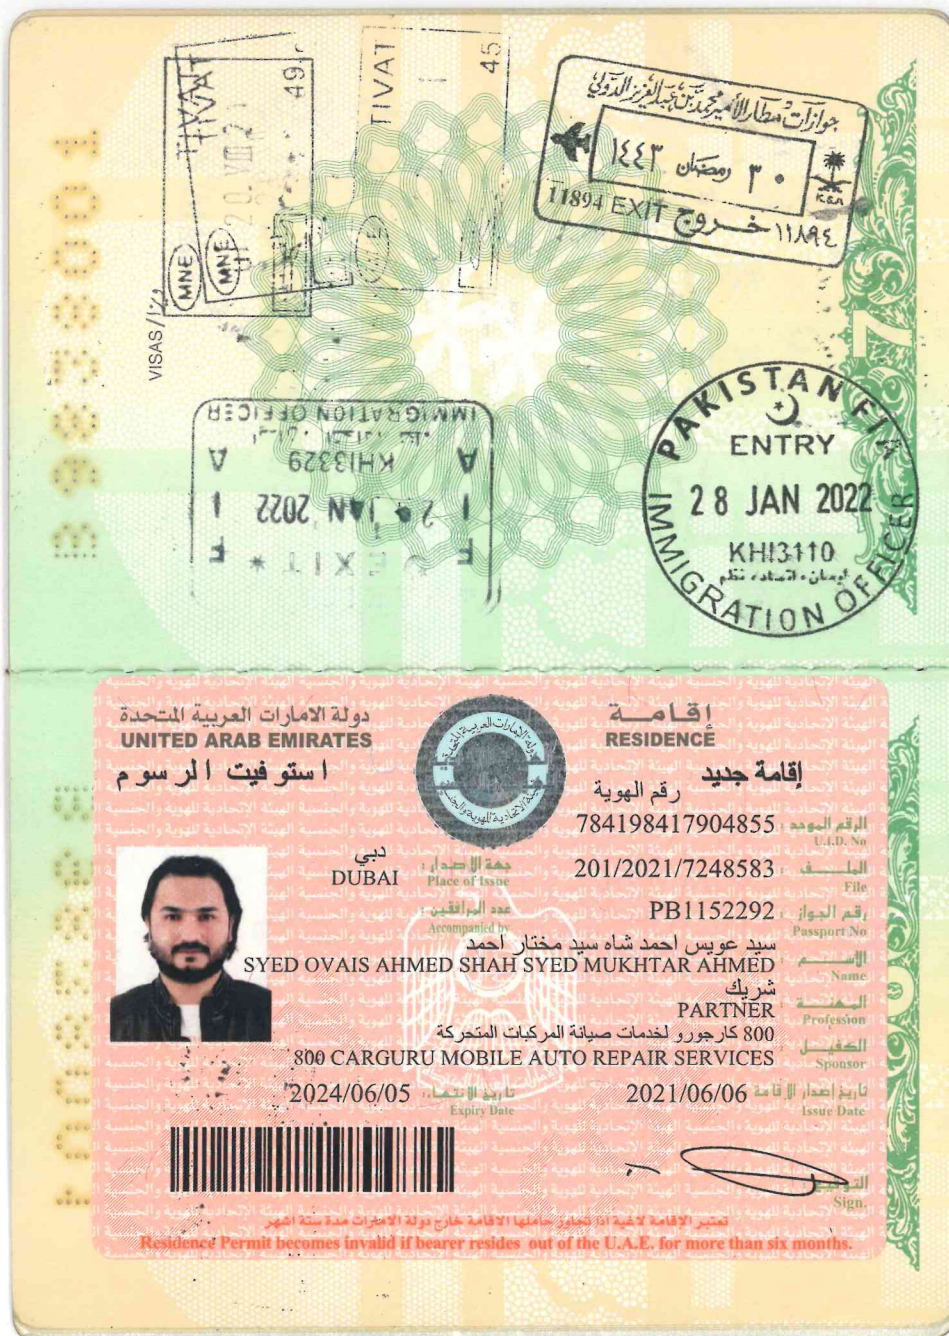 TIVAT
TIVAT
49
MNE
MNE
TIVAT
45
VISAS /
جوازات مطار الأمير محمد بن عبدالعزيز الدولي
٣٠ رمضان ١٤٤٣
K.S.A
11894 EXIT خروج ١١٨٩٤
PAKISTAN FIA
ENTRY
28 JAN 2022
KHI3110
ایمان، اتحاد، نظم
IMMIGRATION OFFICER
IMMIGRATION OFFICER
KHI3329
JAN 2022
EXIT
F I A
F I A
دولة الامارات العربية المتحدة
UNITED ARAB EMIRATES
استوفيت الرسوم
إقامة
RESIDENCE
إقامة جديد
رقم الهوية
784198417904855 الرقم الموحد
U.I.D. No
دبي
DUBAI
جهة الإصدار:
Place of Issue
201/2021/7248583 الملف
File
عدد المرافقين:
Accompanied by
PB1152292 رقم الجواز
Passport No
سيد عويس احمد شاه سيد مختار احمد
SYED OVAIS AHMED SHAH SYED MUKHTAR AHMED
الإسم
Name
شريك
PARTNER
المهنة
Profession
800 كارجورو لخدمات صيانة المركبات المتحركة
800 CARGURU MOBILE AUTO REPAIR SERVICES
الكفيل
Sponsor
2024/06/05 تاريخ الانتهاء:
Expiry Date
2021/06/06 تاريخ إصدار الإقامة
Issue Date
التوقيع
Sign.
تعتبر الاقامة لاغية اذا تجاوز حاملها الاقامة خارج دولة الامارات مدة ستة اشهر
Residence Permit becomes invalid if bearer resides out of the U.A.E. for more than six months.